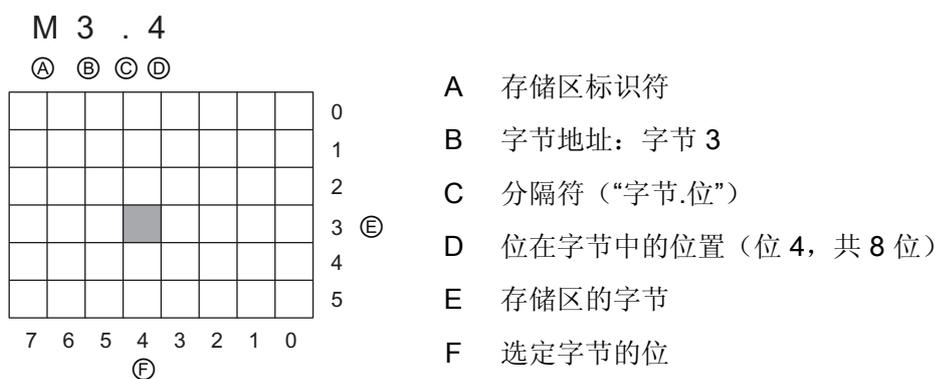 M 3 . 4
Ⓐ Ⓑ Ⓒ Ⓓ
0
1
2
3 Ⓔ
4
5
7 6 5 4 3 2 1 0
Ⓕ
A 存储区标识符
B 字节地址：字节 3
C 分隔符（“字节.位”）
D 位在字节中的位置（位 4，共 8 位）
E 存储区的字节
F 选定字节的位